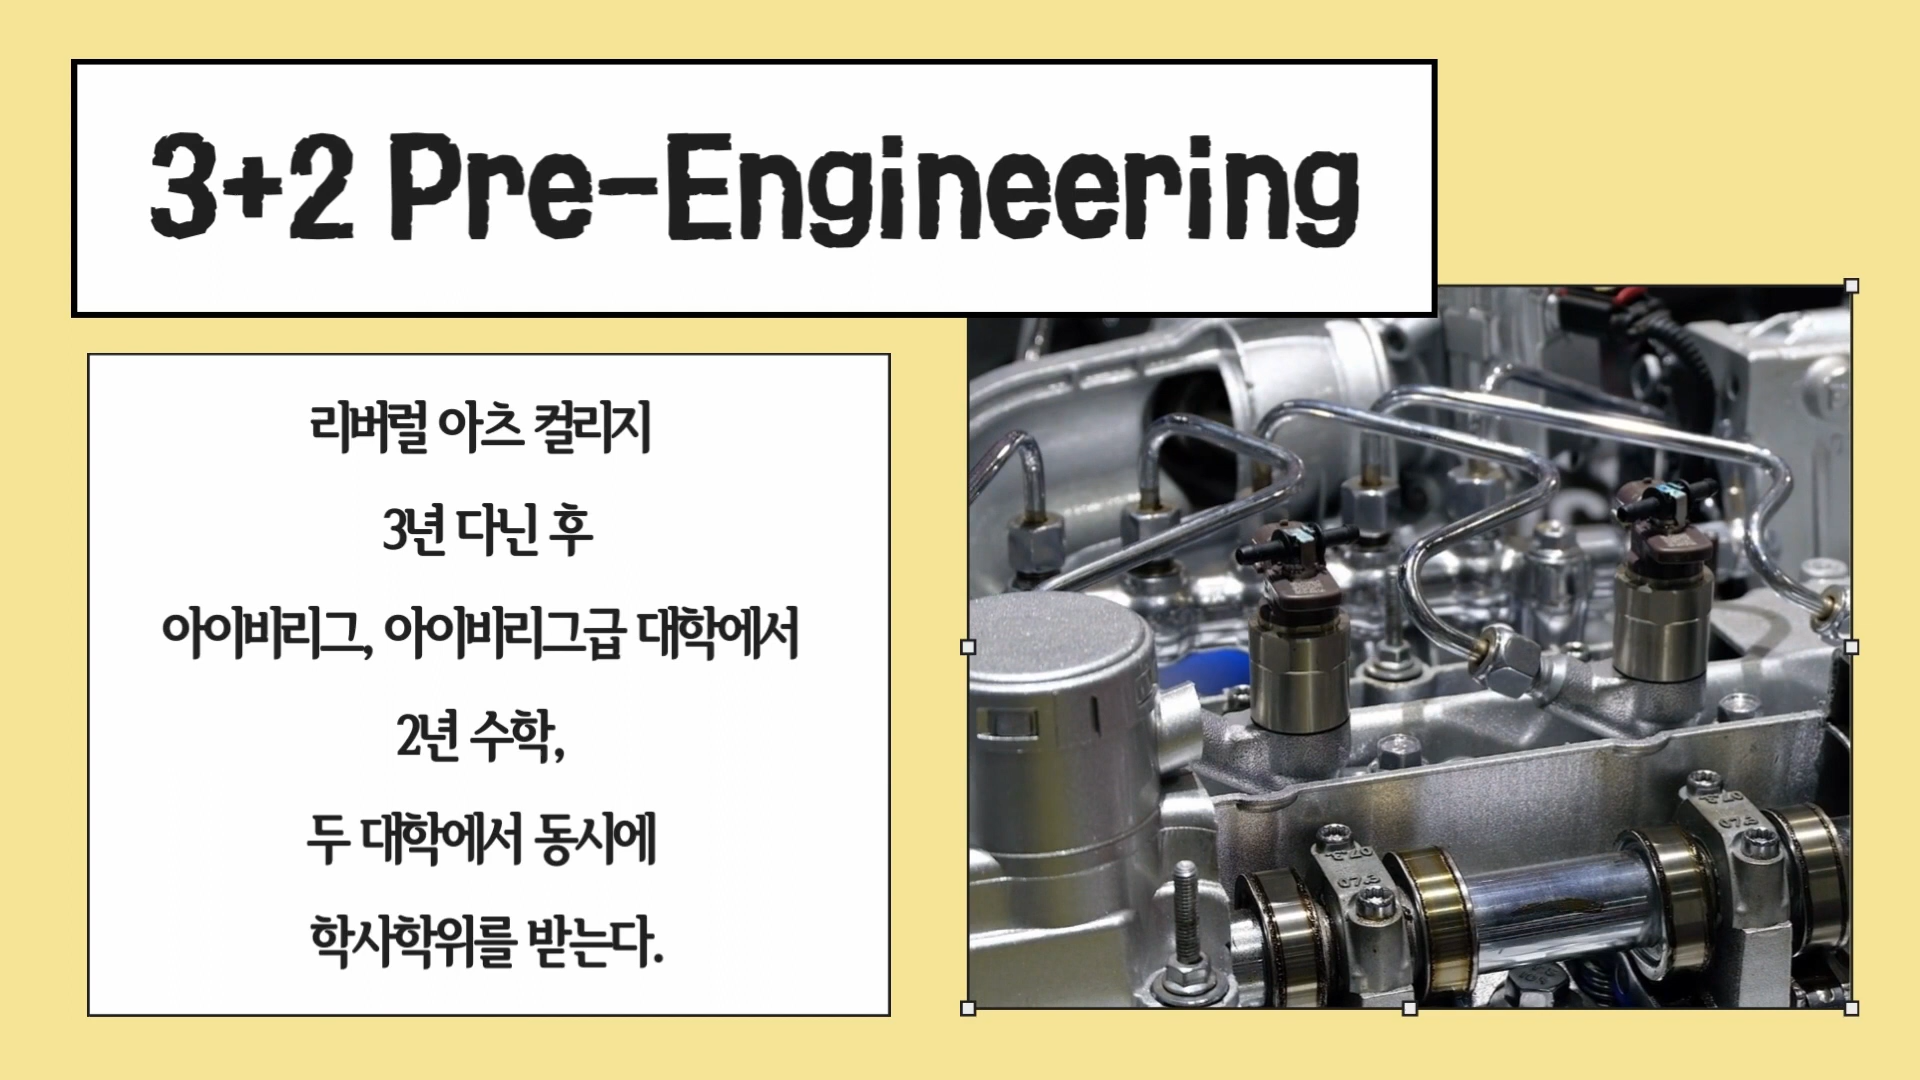 3+2 Pre-Engineering
리버럴 아츠 컬리지
3년 다닌 후
아이비리그, 아이비리그급 대학에서
2년 수학,
두 대학에서 동시에
학사학위를 받는다.